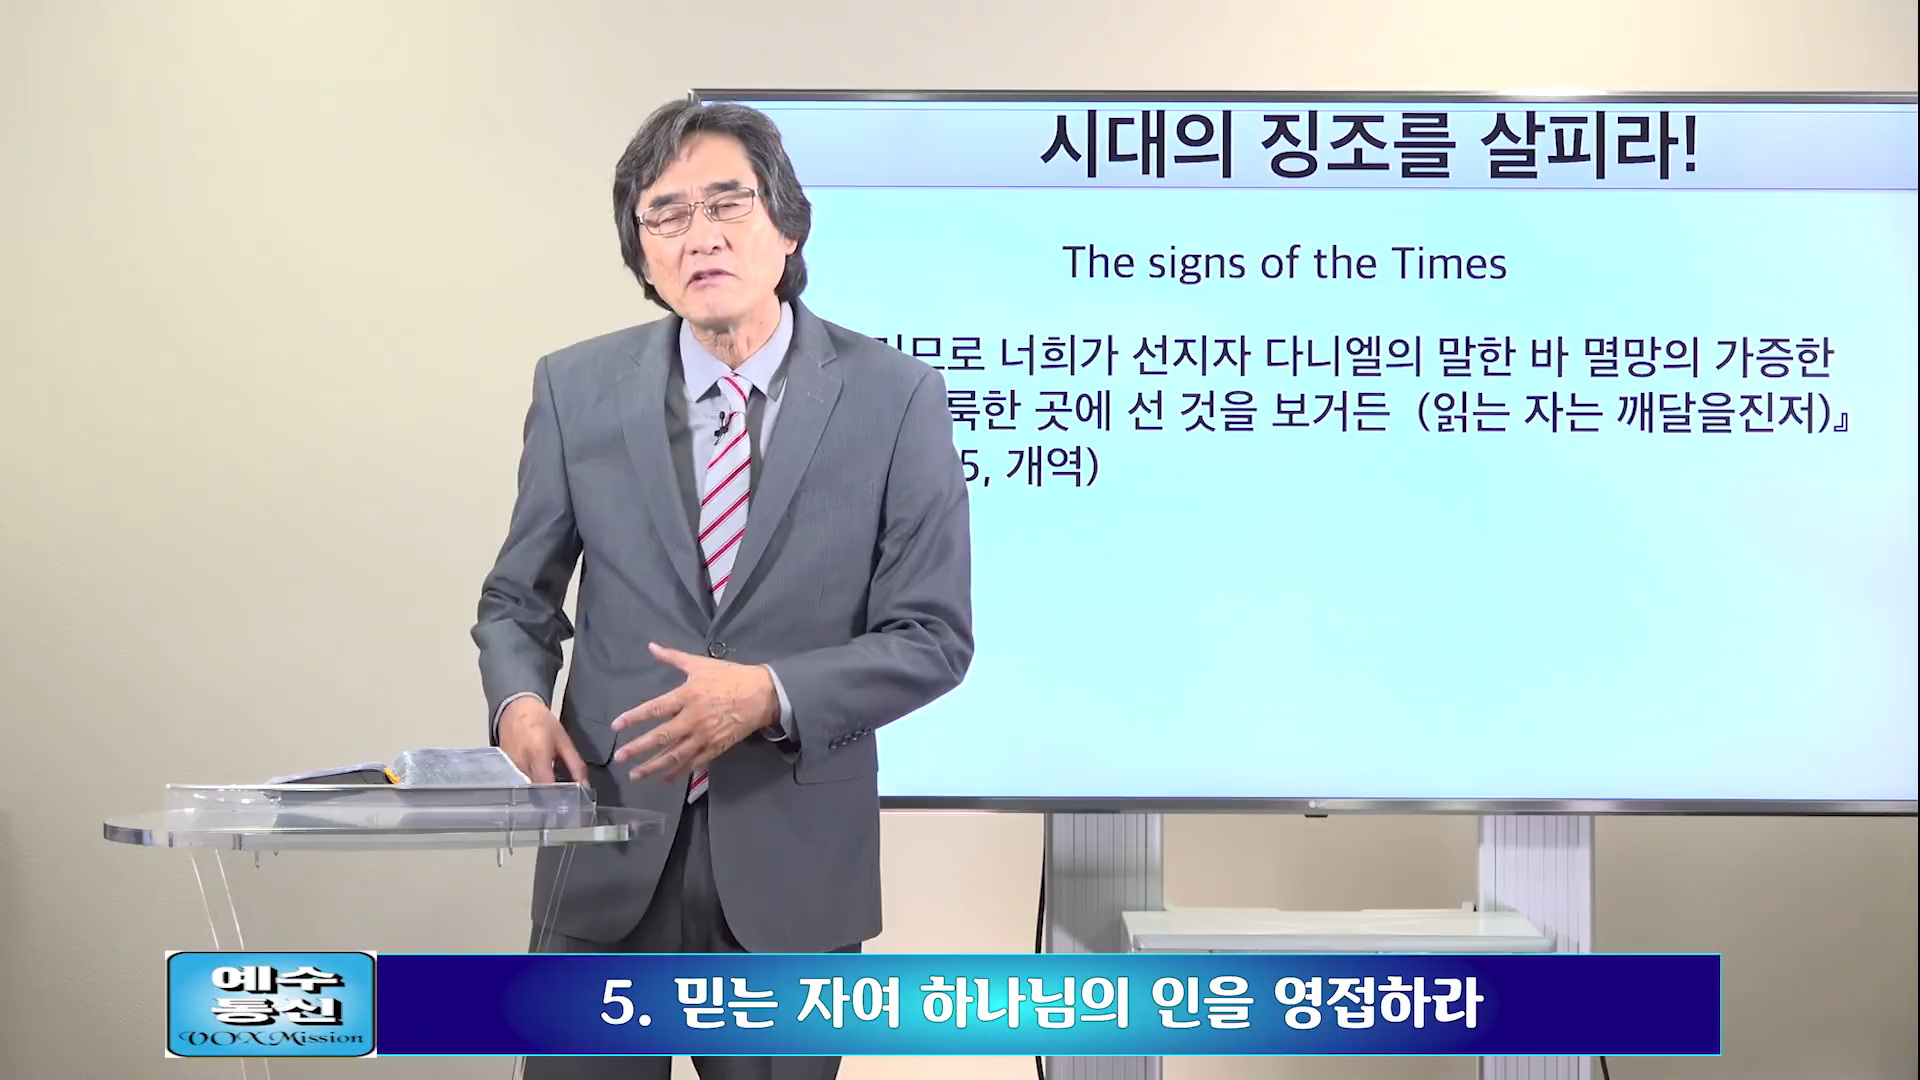 시대의 징조를 살피라!
The signs of the Times
너희가 선지자 다니엘의 말한 바 멸망의 가증한
룩한 곳에 선 것을 보거든 (읽는 자는 깨달을진저)』
5, 개역)
예수
통신
VOX Mission
5. 믿는 자여 하나님의 인을 영접하라